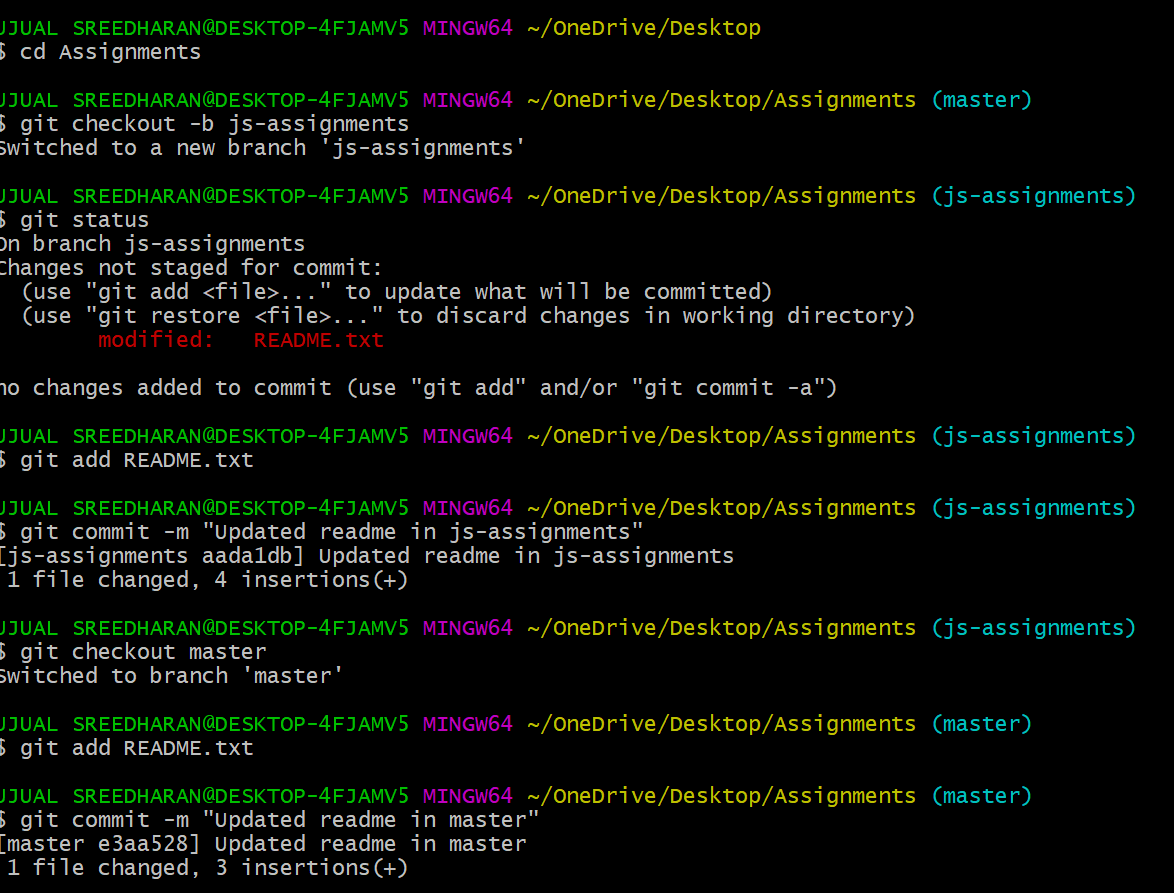 UJUAL SREEDHARAN@DESKTOP-4FJAMV5 MINGW64 ~/OneDrive/Desktop
$ cd Assignments
UJUAL SREEDHARAN@DESKTOP-4FJAMV5 MINGW64 ~/OneDrive/Desktop/Assignments (master)
$ git checkout -b js-assignments
Switched to a new branch 'js-assignments'
UJUAL SREEDHARAN@DESKTOP-4FJAMV5 MINGW64 ~/OneDrive/Desktop/Assignments (js-assignments)
$ git status
On branch js-assignments
Changes not staged for commit:
  (use "git add <file>..." to update what will be committed)
  (use "git restore <file>..." to discard changes in working directory)
        modified:   README.txt
no changes added to commit (use "git add" and/or "git commit -a")
UJUAL SREEDHARAN@DESKTOP-4FJAMV5 MINGW64 ~/OneDrive/Desktop/Assignments (js-assignments)
$ git add README.txt
UJUAL SREEDHARAN@DESKTOP-4FJAMV5 MINGW64 ~/OneDrive/Desktop/Assignments (js-assignments)
$ git commit -m "Updated readme in js-assignments"
[js-assignments aada1db] Updated readme in js-assignments
 1 file changed, 4 insertions(+)
UJUAL SREEDHARAN@DESKTOP-4FJAMV5 MINGW64 ~/OneDrive/Desktop/Assignments (js-assignments)
$ git checkout master
Switched to branch 'master'
UJUAL SREEDHARAN@DESKTOP-4FJAMV5 MINGW64 ~/OneDrive/Desktop/Assignments (master)
$ git add README.txt
UJUAL SREEDHARAN@DESKTOP-4FJAMV5 MINGW64 ~/OneDrive/Desktop/Assignments (master)
$ git commit -m "Updated readme in master"
[master e3aa528] Updated readme in master
 1 file changed, 3 insertions(+)